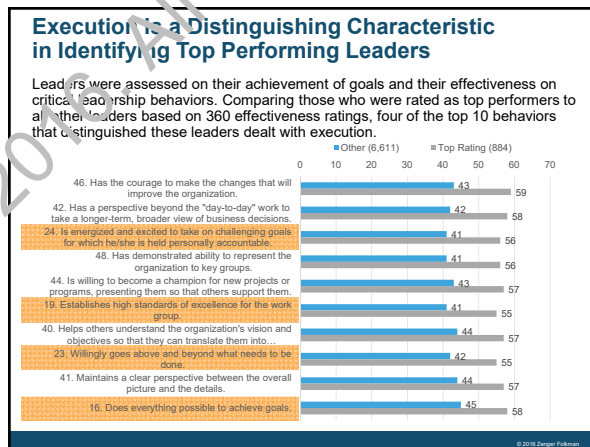 Execution is a Distinguishing Characteristic
in Identifying Top Performing Leaders
Leaders were assessed on their achievement of goals and their effectiveness on
critical leadership behaviors. Comparing those who were rated as top performers to
all other leaders based on 360 effectiveness ratings, four of the top 10 behaviors
that distinguished these leaders dealt with execution.
Other (6,611) Top Rating (884)
0 10 20 30 40 50 60 70
46. Has the courage to make the changes that will
improve the organization.
43
59
42. Has a perspective beyond the "day-to-day" work to
take a longer-term, broader view of business decisions.
42
58
24. Is energized and excited to take on challenging goals
for which he/she is held personally accountable.
41
56
48. Has demonstrated ability to represent the
organization to key groups.
41
56
44. Is willing to become a champion for new projects or
programs, presenting them so that others support them.
43
57
19. Establishes high standards of excellence for the work
group.
41
55
40. Helps others understand the organization's vision and
objectives so that they can translate them into…
44
57
23. Willingly goes above and beyond what needs to be
done.
42
55
41. Maintains a clear perspective between the overall
picture and the details.
44
57
16. Does everything possible to achieve goals.
45
58
© 2016 Zenger Folkman
2016. All